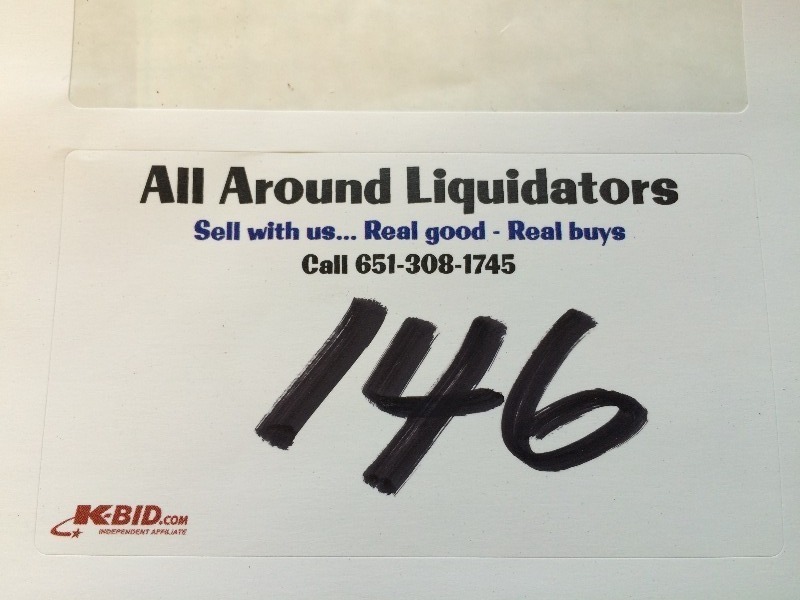 All Around Liquidators
Sell with us... Real good - Real buys
Call 651-308-1745
146
K-BID.COM
INDEPENDENT AFFILIATE